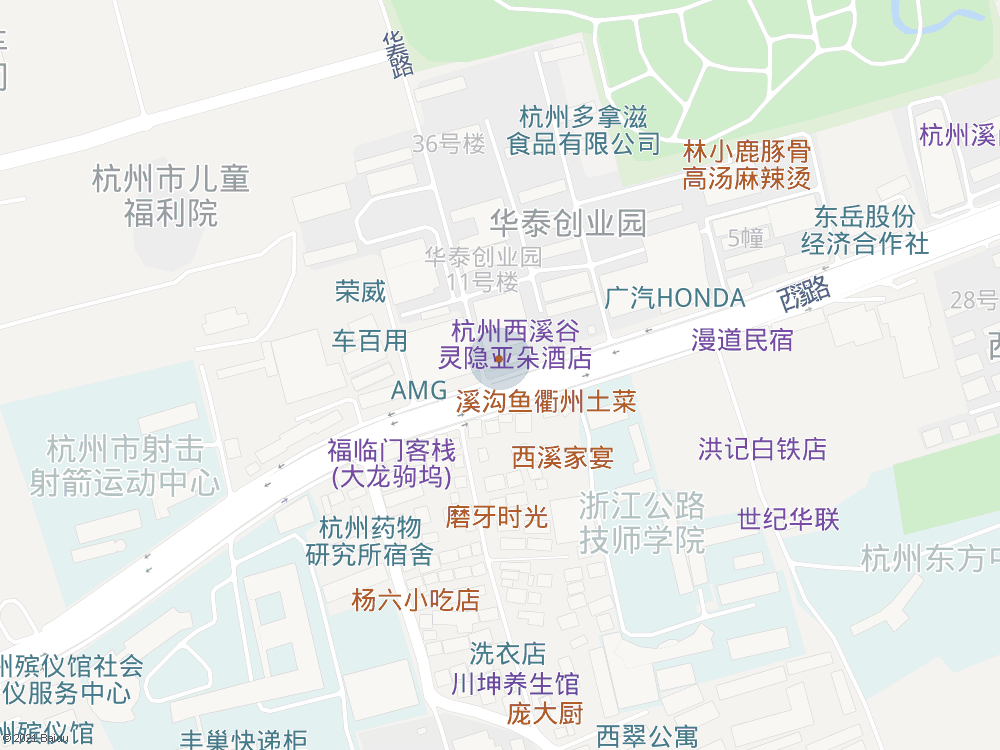 华泰路
36号楼
杭州多拿滋
食品有限公司
林小鹿豚骨
高汤麻辣烫
杭州溪
杭州市儿童
福利院
华泰创业园
东岳股份
经济合作社
5幢
华泰创业园
11号楼
荣威
广汽HONDA
西溪路
28号
杭州西溪谷
灵隐亚朵酒店
车百用
漫道民宿
西
AMG
溪沟鱼衢州土菜
杭州市射击
射箭运动中心
福临门客栈
(大龙驹坞)
西溪家宴
洪记白铁店
磨牙时光
浙江公路
技师学院
世纪华联
杭州药物
研究所宿舍
杭州东方中
杨六小吃店
州殡仪馆社会
仪服务中心
洗衣店
川坤养生馆
庞大厨
州殡仪馆
丰巢快递柜
西翠公寓